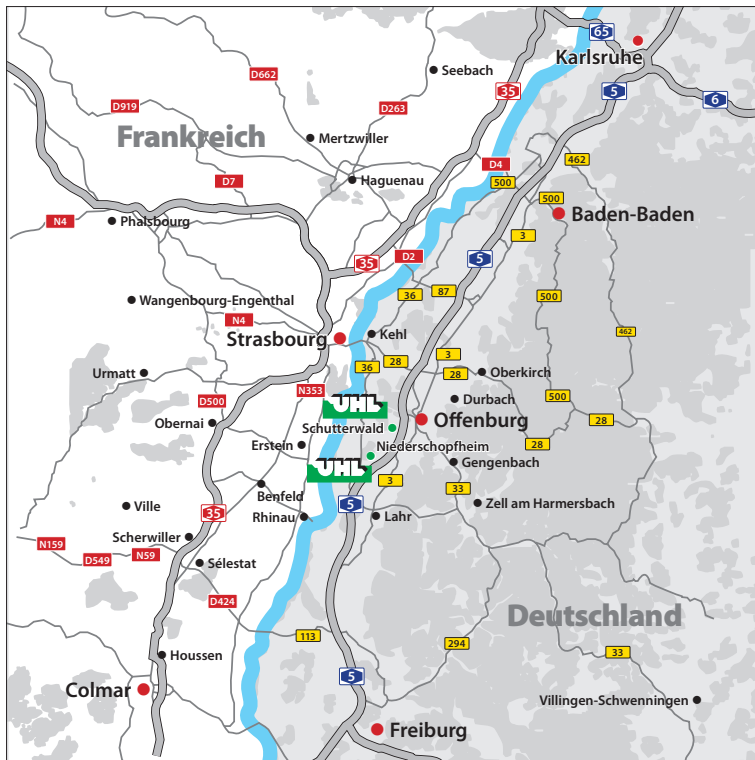 65
Karlsruhe
Seebach
D662
5
35
6
D919
D263
Frankreich
Mertzwiller
462
D4
D7
Haguenau
500
500
Baden-Baden
N4
Phalsbourg
3
D2
35
5
36
87
Wangenbourg-Engenthal
500
N4
462
Strasbourg
Kehl
3
28
36
Urmatt
28
Oberkirch
N353
500
D500
UHL
Durbach
Obernai
Schutterwald
Offenburg
28
Erstein
Niederschopfheim
28
UHL
Gengenbach
3
33
Benfeld
Ville
5
Zell am Harmersbach
35
Rhinau
Lahr
Scherwiller
N159
D549
N59
Sélestat
D424
Deutschland
113
294
Houssen
33
5
Colmar
Villingen-Schwenningen
Freiburg